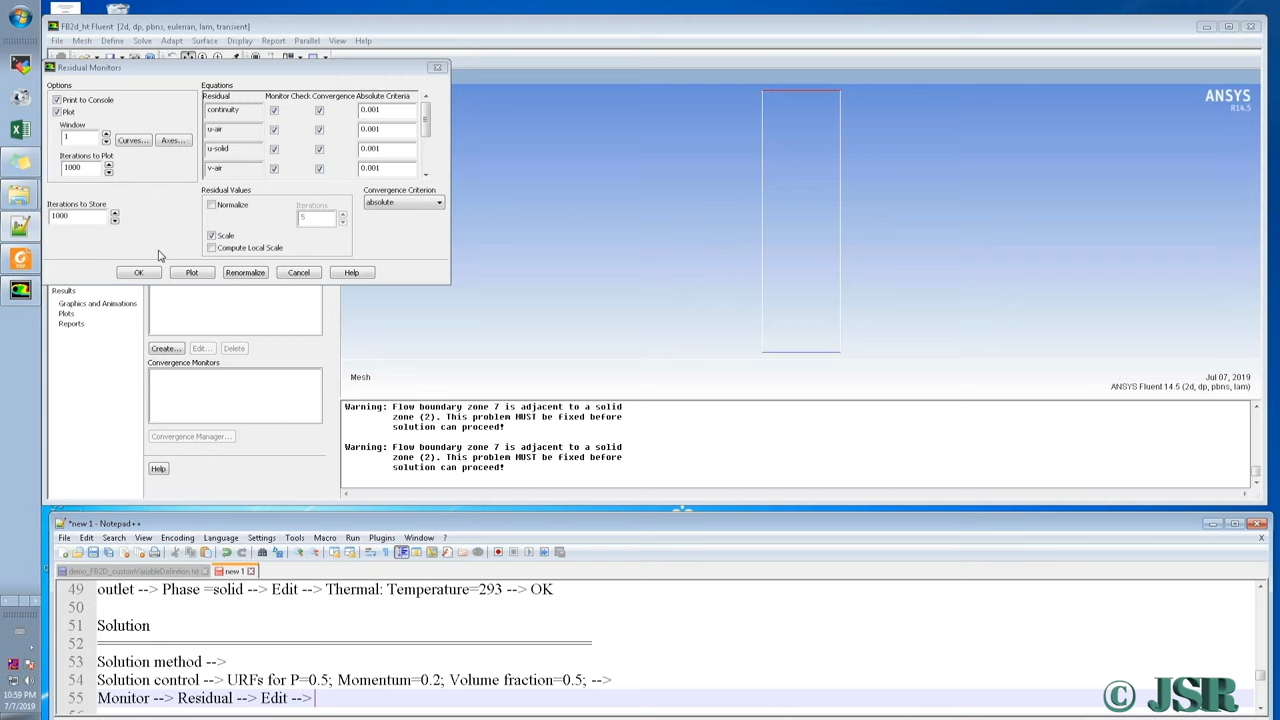 FB2d_ht Fluent [2d, dp, pbns, eulerian, lam, transient]
File Mesh Define Solve Adapt Surface Display Report Parallel View Help
Residual Monitors
Options
Print to Console
Plot
Window
1
Curves... Axes...
Iterations to Plot
1000
Iterations to Store
1000
Equations
Residual Monitor Check Convergence Absolute Criteria
continuity 0.001
u-air 0.001
u-solid 0.001
v-air 0.001
Residual Values
Normalize
Iterations
5
Scale
Compute Local Scale
Convergence Criterion
absolute
OK Plot Renormalize Cancel Help
Results
Graphics and Animations
Plots
Reports
Create... Edit... Delete
Convergence Monitors
Convergence Manager...
Help
ANSYS
R14.5
Mesh
Jul 07, 2019
ANSYS Fluent 14.5 (2d, dp, pbns, lam)
Warning: Flow boundary zone 7 is adjacent to a solid
zone (2). This problem MUST be fixed before
solution can proceed!
Warning: Flow boundary zone 7 is adjacent to a solid
zone (2). This problem MUST be fixed before
solution can proceed!
*new 1 - Notepad++
File Edit Search View Encoding Language Settings Tools Macro Run Plugins Window ?
X
demo_FB2D_customVariableDefinition.txt new 1
49 outlet --> Phase =solid --> Edit --> Thermal: Temperature=293 --> OK
50
51 Solution
52 ==========================================================
53 Solution method -->
54 Solution control --> URFs for P=0.5; Momentum=0.2; Volume fraction=0.5; -->
55 Monitor --> Residual --> Edit -->
10:59 PM
7/7/2019
© JSR